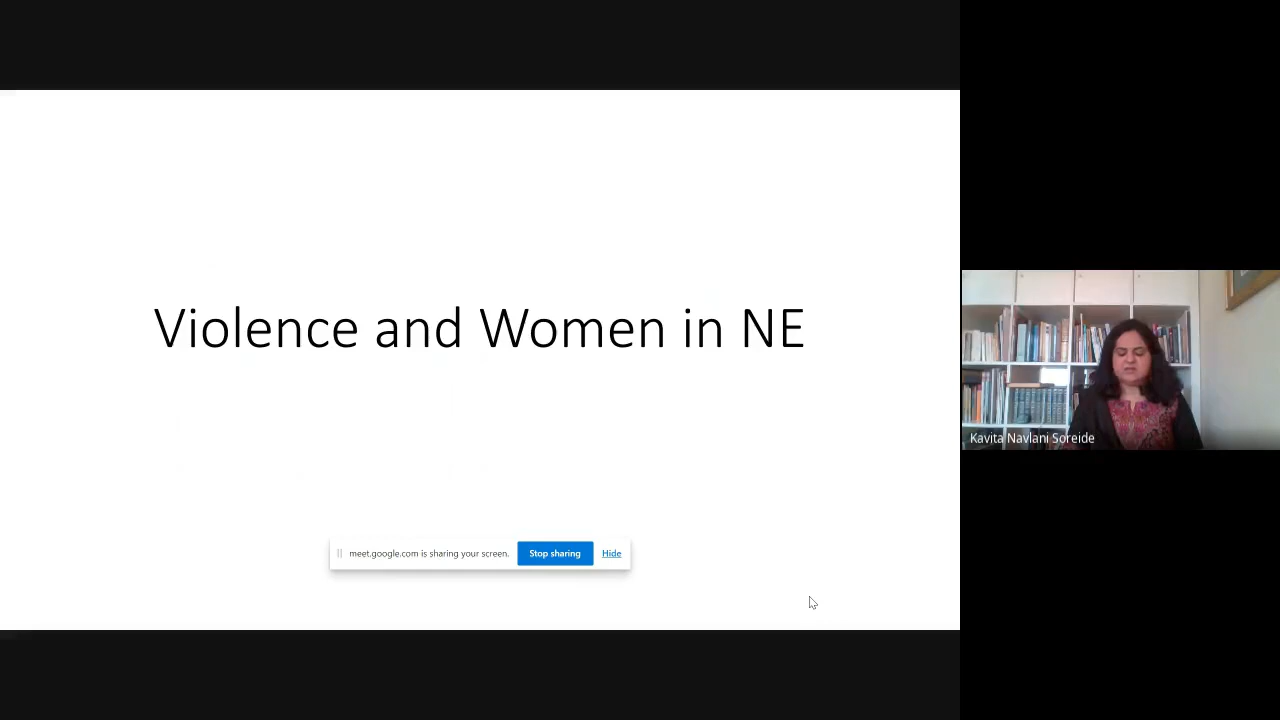 Violence and Women in NE
Kavita Navlani Soreide
meet.google.com is sharing your screen.
Stop sharing
Hide